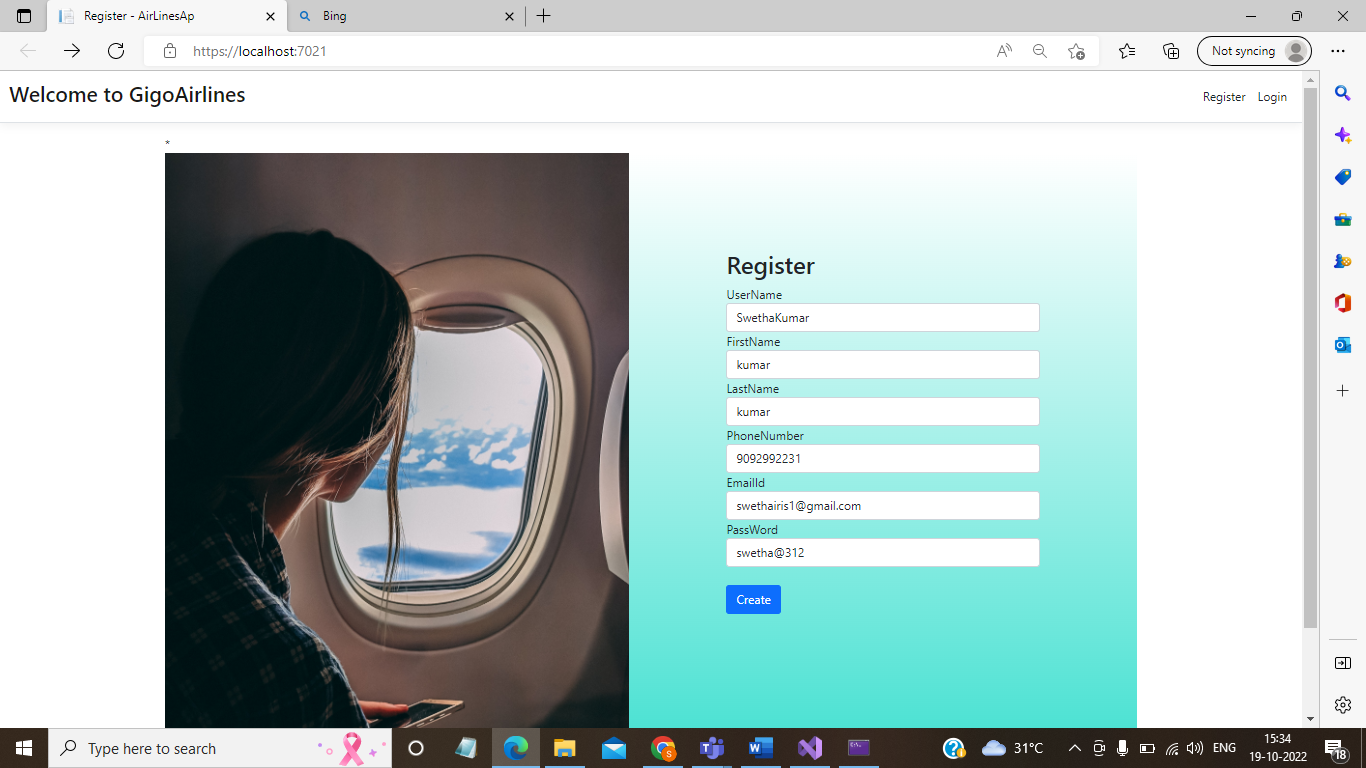 Register - AirLinesAp
Bing
https://localhost:7021
Not syncing
Welcome to GigoAirlines
Register Login
*
Register
UserName
SwethaKumar
FirstName
kumar
LastName
kumar
PhoneNumber
9092992231
EmailId
swethairis1@gmail.com
PassWord
swetha@312
Create
Type here to search
31°C
ENG
15:34
19-10-2022
18